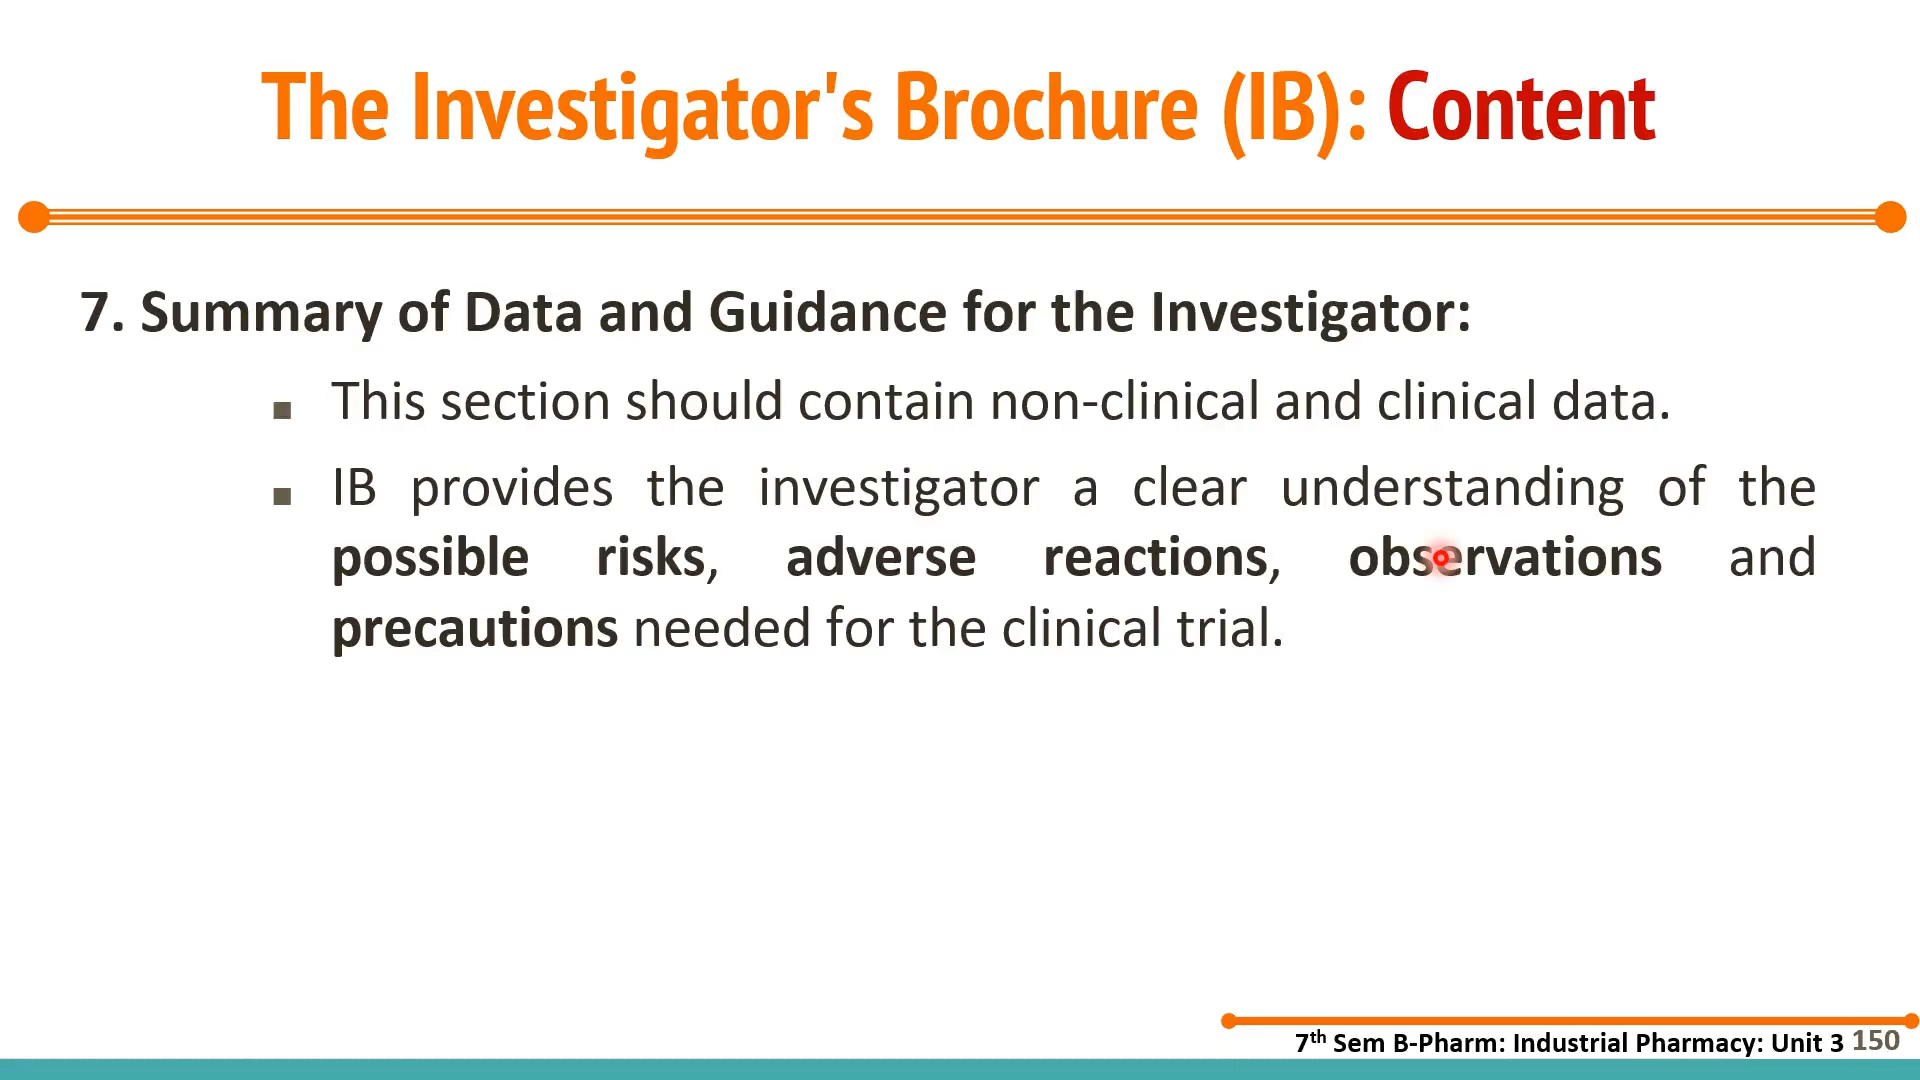 The Investigator's Brochure (IB): Content
7. Summary of Data and Guidance for the Investigator:
▪ This section should contain non-clinical and clinical data.
▪ IB provides the investigator a clear understanding of the
possible risks, adverse reactions, observations and
precautions needed for the clinical trial.
7th Sem B-Pharm: Industrial Pharmacy: Unit 3 150